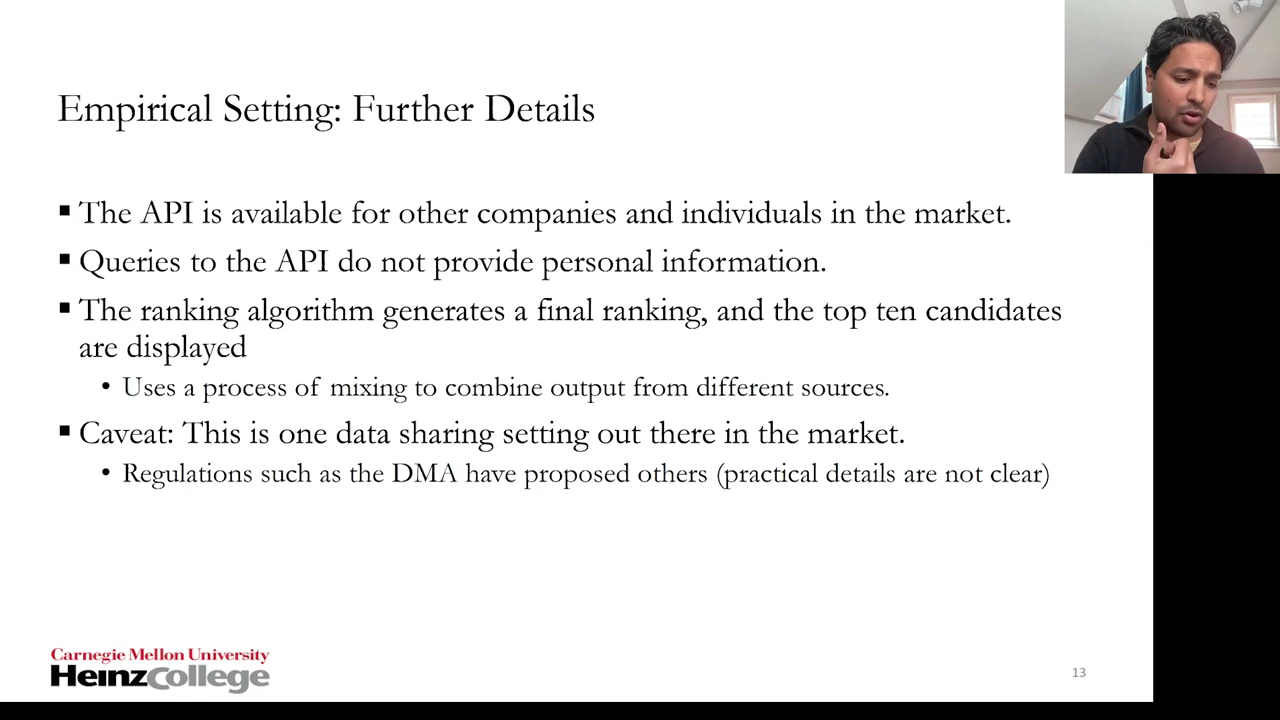 Empirical Setting: Further Details
▪ The API is available for other companies and individuals in the market.
▪ Queries to the API do not provide personal information.
▪ The ranking algorithm generates a final ranking, and the top ten candidates
are displayed
• Uses a process of mixing to combine output from different sources.
▪ Caveat: This is one data sharing setting out there in the market.
• Regulations such as the DMA have proposed others (practical details are not clear)
Carnegie Mellon University
HeinzCollege
13